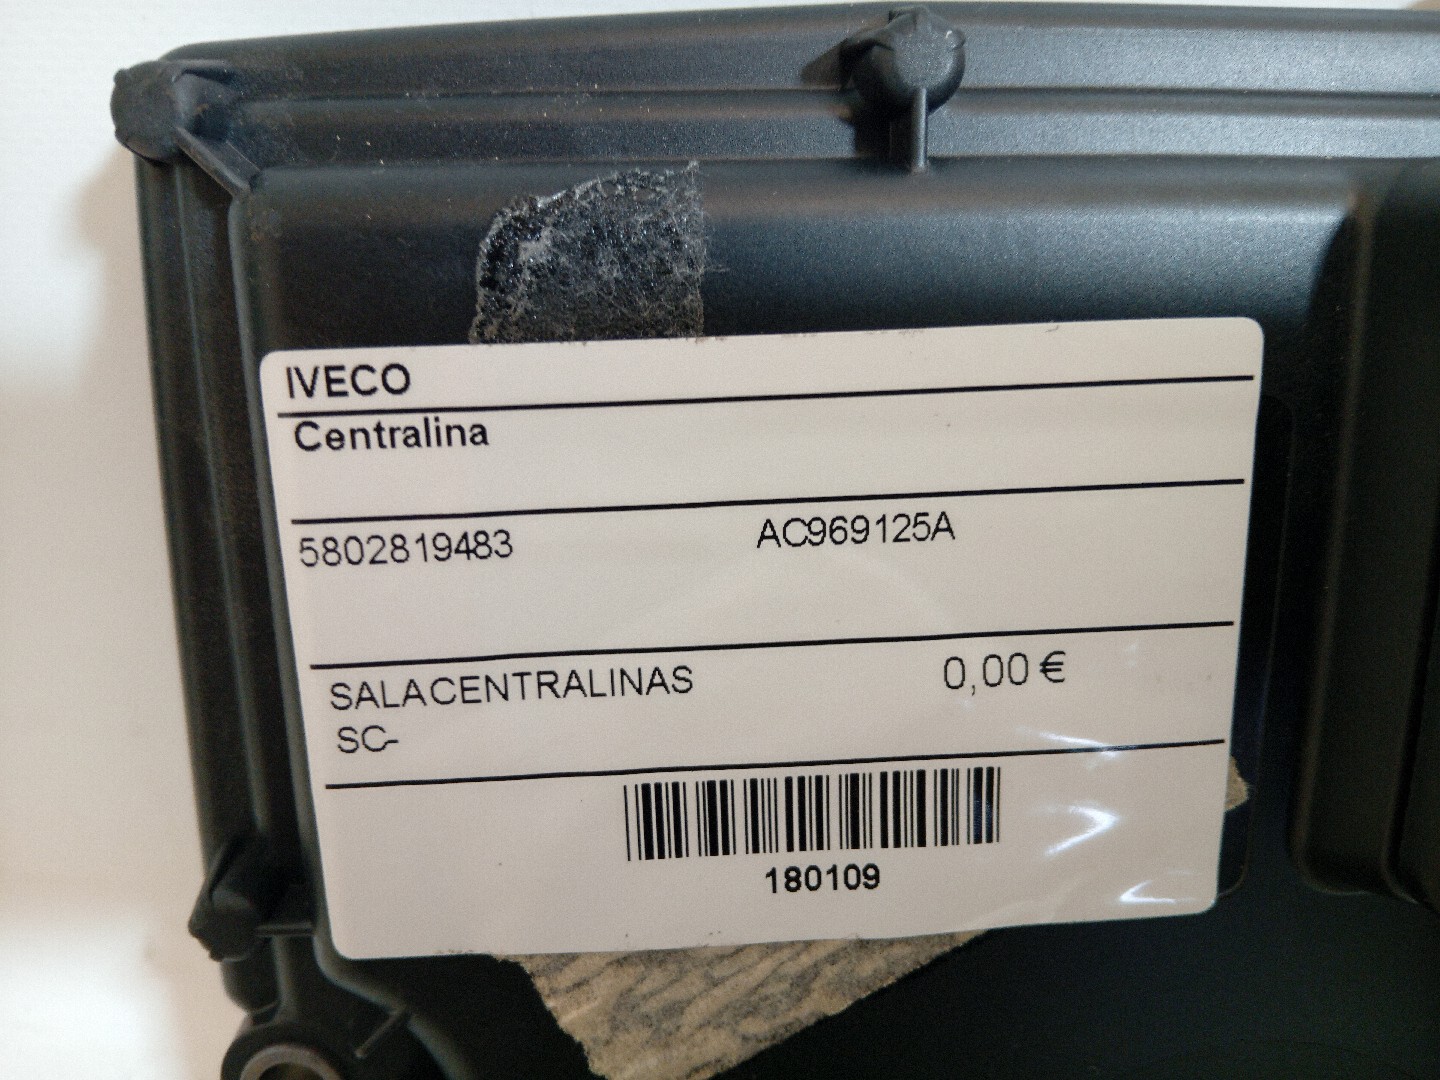 IVECO
Centralina
5802819483 AC969125A
SALACENTRALINAS 0,00 €
SC-
180109